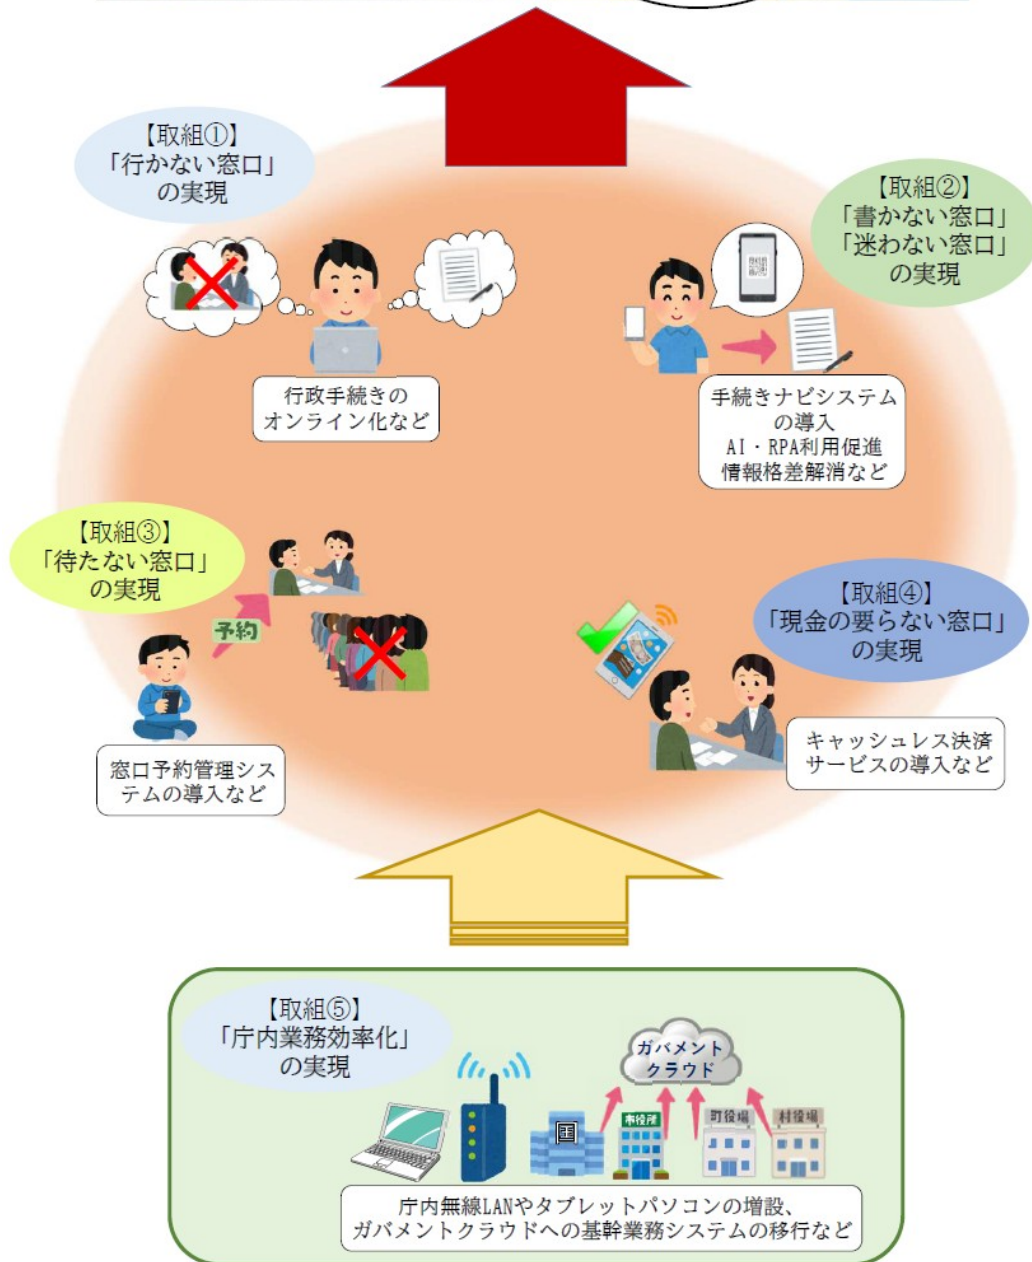 【取組①】
「行かない窓口」
の実現
【取組②】
「書かない窓口」
「迷わない窓口」
の実現
行政手続きの
オンライン化など
手続きナビシステム
の導入
AI・RPA利用促進
情報格差解消など
【取組③】
「待たない窓口」
の実現
予約
窓口予約管理シス
テムの導入など
【取組④】
「現金の要らない窓口」
の実現
キャッシュレス決済
サービスの導入など
【取組⑤】
「庁内業務効率化」
の実現
ガバメント
クラウド
国
市役所
町役場
村役場
庁内無線LANやタブレットパソコンの増設、
ガバメントクラウドへの基幹業務システムの移行など